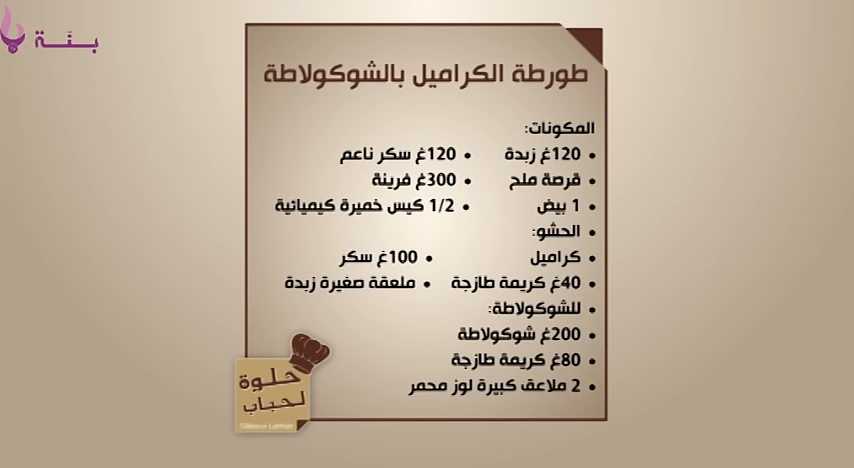 بنة
طورطة الكراميل بالشوكولاطة
المكونات:
• 120غ زبدة • 120غ سكر ناعم
• قرصة ملح • 300غ فرينة
• 1 بيض • 1/2 كيس خميرة كيميائية
• الحشو:
• كراميل • 100غ سكر
• 40غ كريمة طازجة • ملعقة صغيرة زبدة
• للشوكولاطة:
• 200غ شوكولاطة
• 80غ كريمة طازجة
• 2 ملاعق كبيرة لوز محمر
حلوة
لحباب